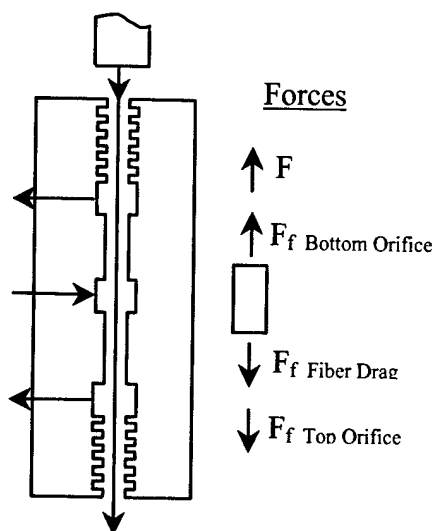 Forces
F
Ff Bottom Orifice
Ff Fiber Drag
Ff Top Orifice